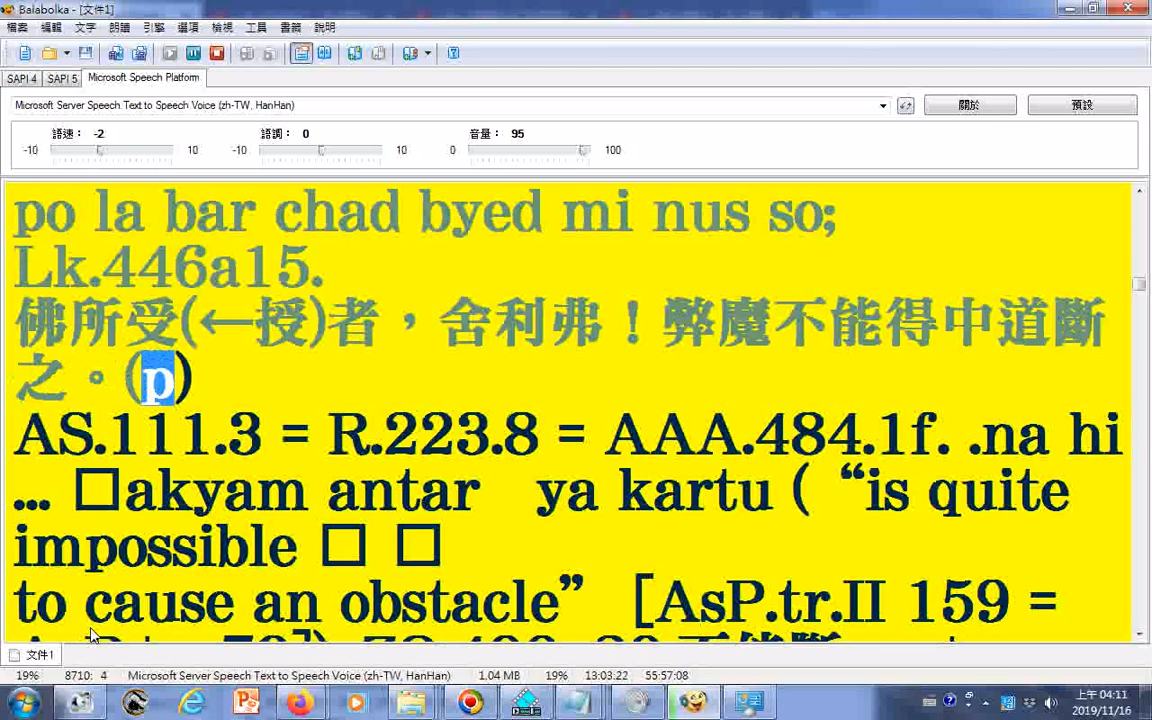 Balabolka - [文件1]
檔案 編輯 文字 朗讀 引擎 選項 檢視 工具 書籤 說明
SAPI 4 SAPI 5 Microsoft Speech Platform
Microsoft Server Speech Text to Speech Voice (zh-TW, HanHan) 關於 預設
語速： -2 語調： 0 音量： 95
-10 10 -10 10 0 100
po la bar chad byed mi nus so;
Lk.446a15.
佛所受(←授)者，舍利弗！弊魔不能得中道斷
之。(p)
AS.111.3 = R.223.8 = AAA.484.1f. .na hi
... □akyam antar ya kartu (“is quite
impossible □ □
to cause an obstacle” [AsP.tr.II 159 =
文件1
19% 8710: 4 Microsoft Server Speech Text to Speech Voice (zh-TW, HanHan) 1.04 MB 19% 13:03:22 55:57:08
上午 04:11
2019/11/16